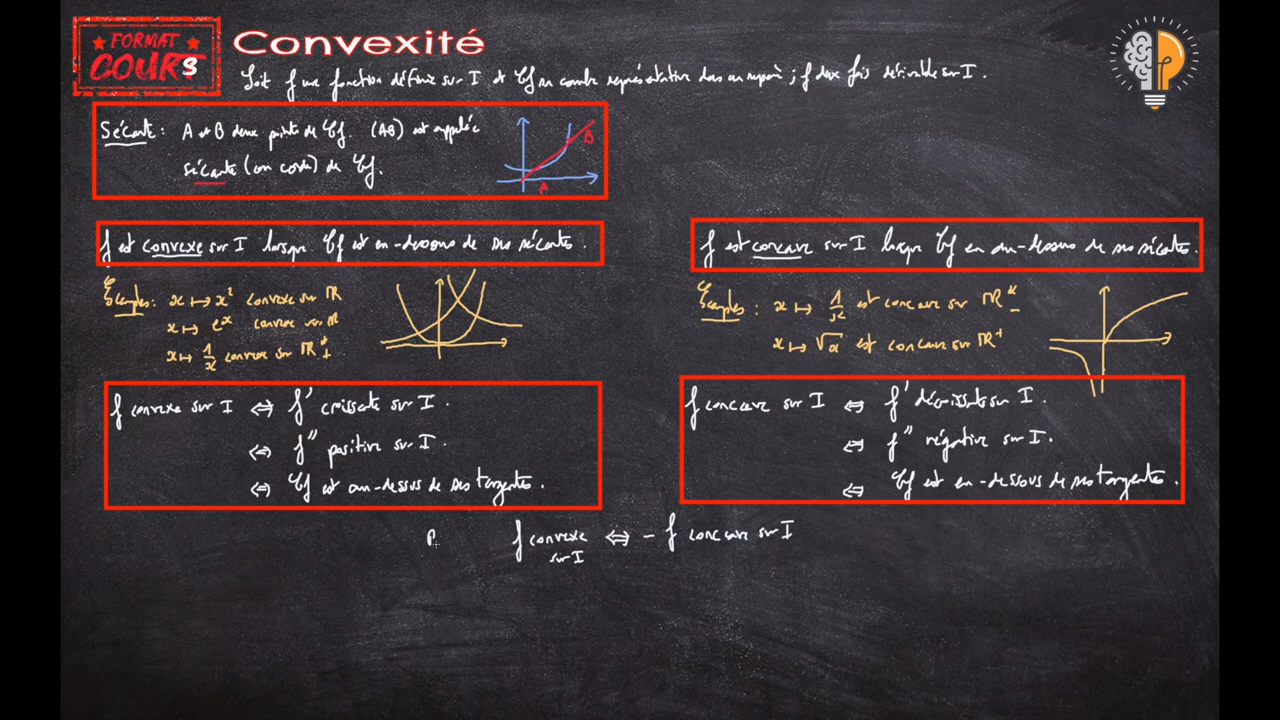 FORMAT
COURS
Convexité
Soit f une fonction définie sur I et Cf sa courbe représentative dans un repère ; f deux fois dérivable sur I.
Sécante : A et B deux points de Cf. (AB) est appelée
sécante (ou corde) de Cf.
A
B
f est convexe sur I lorsque Cf est en-dessous de ses sécantes.
Exemples : x ↦ x² convexe sur ℝ
x ↦ eˣ convexe sur ℝ
x ↦ 1/x convexe sur ℝ*₊
f est concave sur I lorsque Cf en au-dessus de ses sécantes.
Exemples : x ↦ 1/x est concave sur ℝ*₋
x ↦ √x est concave sur ℝ⁺
f convexe sur I ⇔ f' croissante sur I.
⇔ f'' positive sur I.
⇔ Cf est au-dessus de ses tangentes.
f concave sur I ⇔ f' décroissante sur I.
⇔ f'' négative sur I.
⇔ Cf est en-dessous de ses tangentes.
f convexe sur I ⇔ - f concave sur I